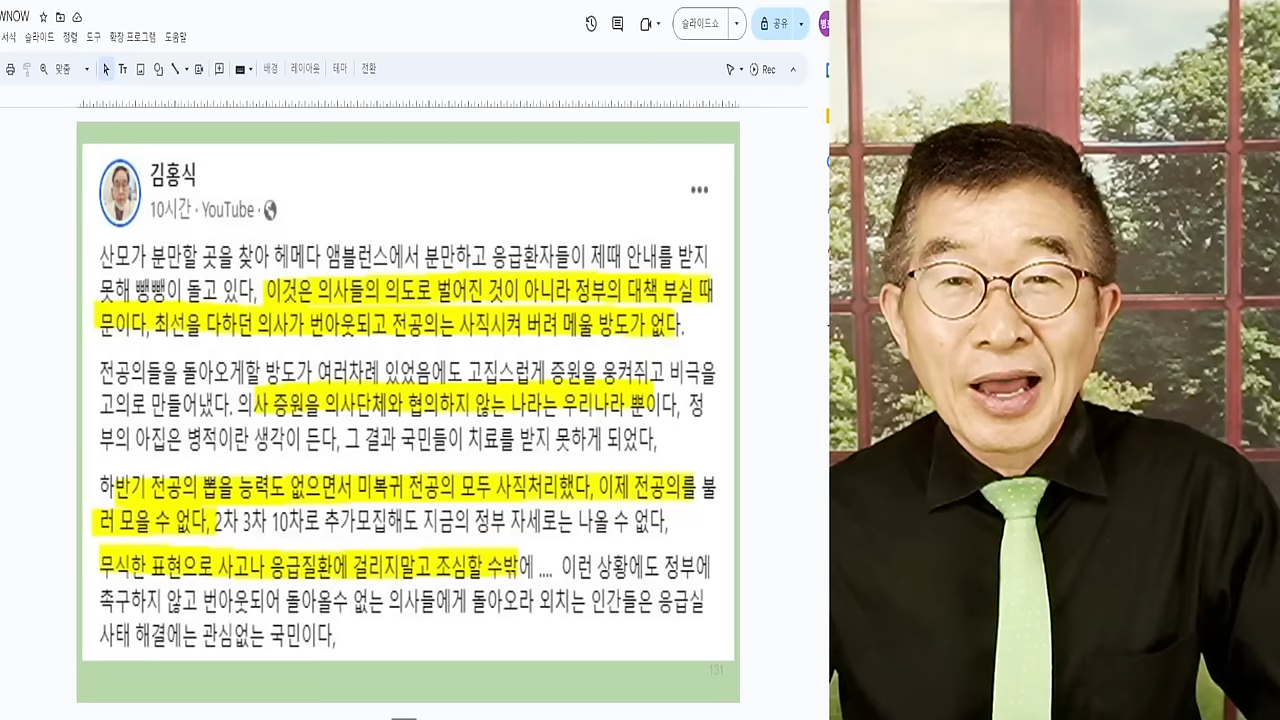 WNOW
서식 슬라이드 정렬 도구 확장 프로그램 도움말
슬라이드쇼
공유
맞춤
Tт
배경 레이아웃 테마 전환
Rec
김홍식
10시간 · YouTube ·
산모가 분만할 곳을 찾아 헤메다 앰블런스에서 분만하고 응급환자들이 제때 안내를 받지
못해 뺑뺑이 돌고 있다, 이것은 의사들의 의도로 벌어진 것이 아니라 정부의 대책 부실 때
문이다, 최선을 다하던 의사가 번아웃되고 전공의는 사직시켜 버려 메울 방도가 없다.
전공의들을 돌아오게할 방도가 여러차례 있었음에도 고집스럽게 증원을 웅켜쥐고 비극을
고의로 만들어냈다. 의사 증원을 의사단체와 협의하지 않는 나라는 우리나라 뿐이다, 정
부의 아집은 병적이란 생각이 든다, 그 결과 국민들이 치료를 받지 못하게 되었다,
하반기 전공의 뽑을 능력도 없으면서 미복귀 전공의 모두 사직처리했다, 이제 전공의를 불
러 모을 수 없다, 2차 3차 10차로 추가모집해도 지금의 정부 자세로는 나올 수 없다,
무식한 표현으로 사고나 응급질환에 걸리지말고 조심할 수밖에 .... 이런 상황에도 정부에
촉구하지 않고 번아웃되어 돌아올수 없는 의사들에게 돌아오라 외치는 인간들은 응급실
사태 해결에는 관심없는 국민이다,
131